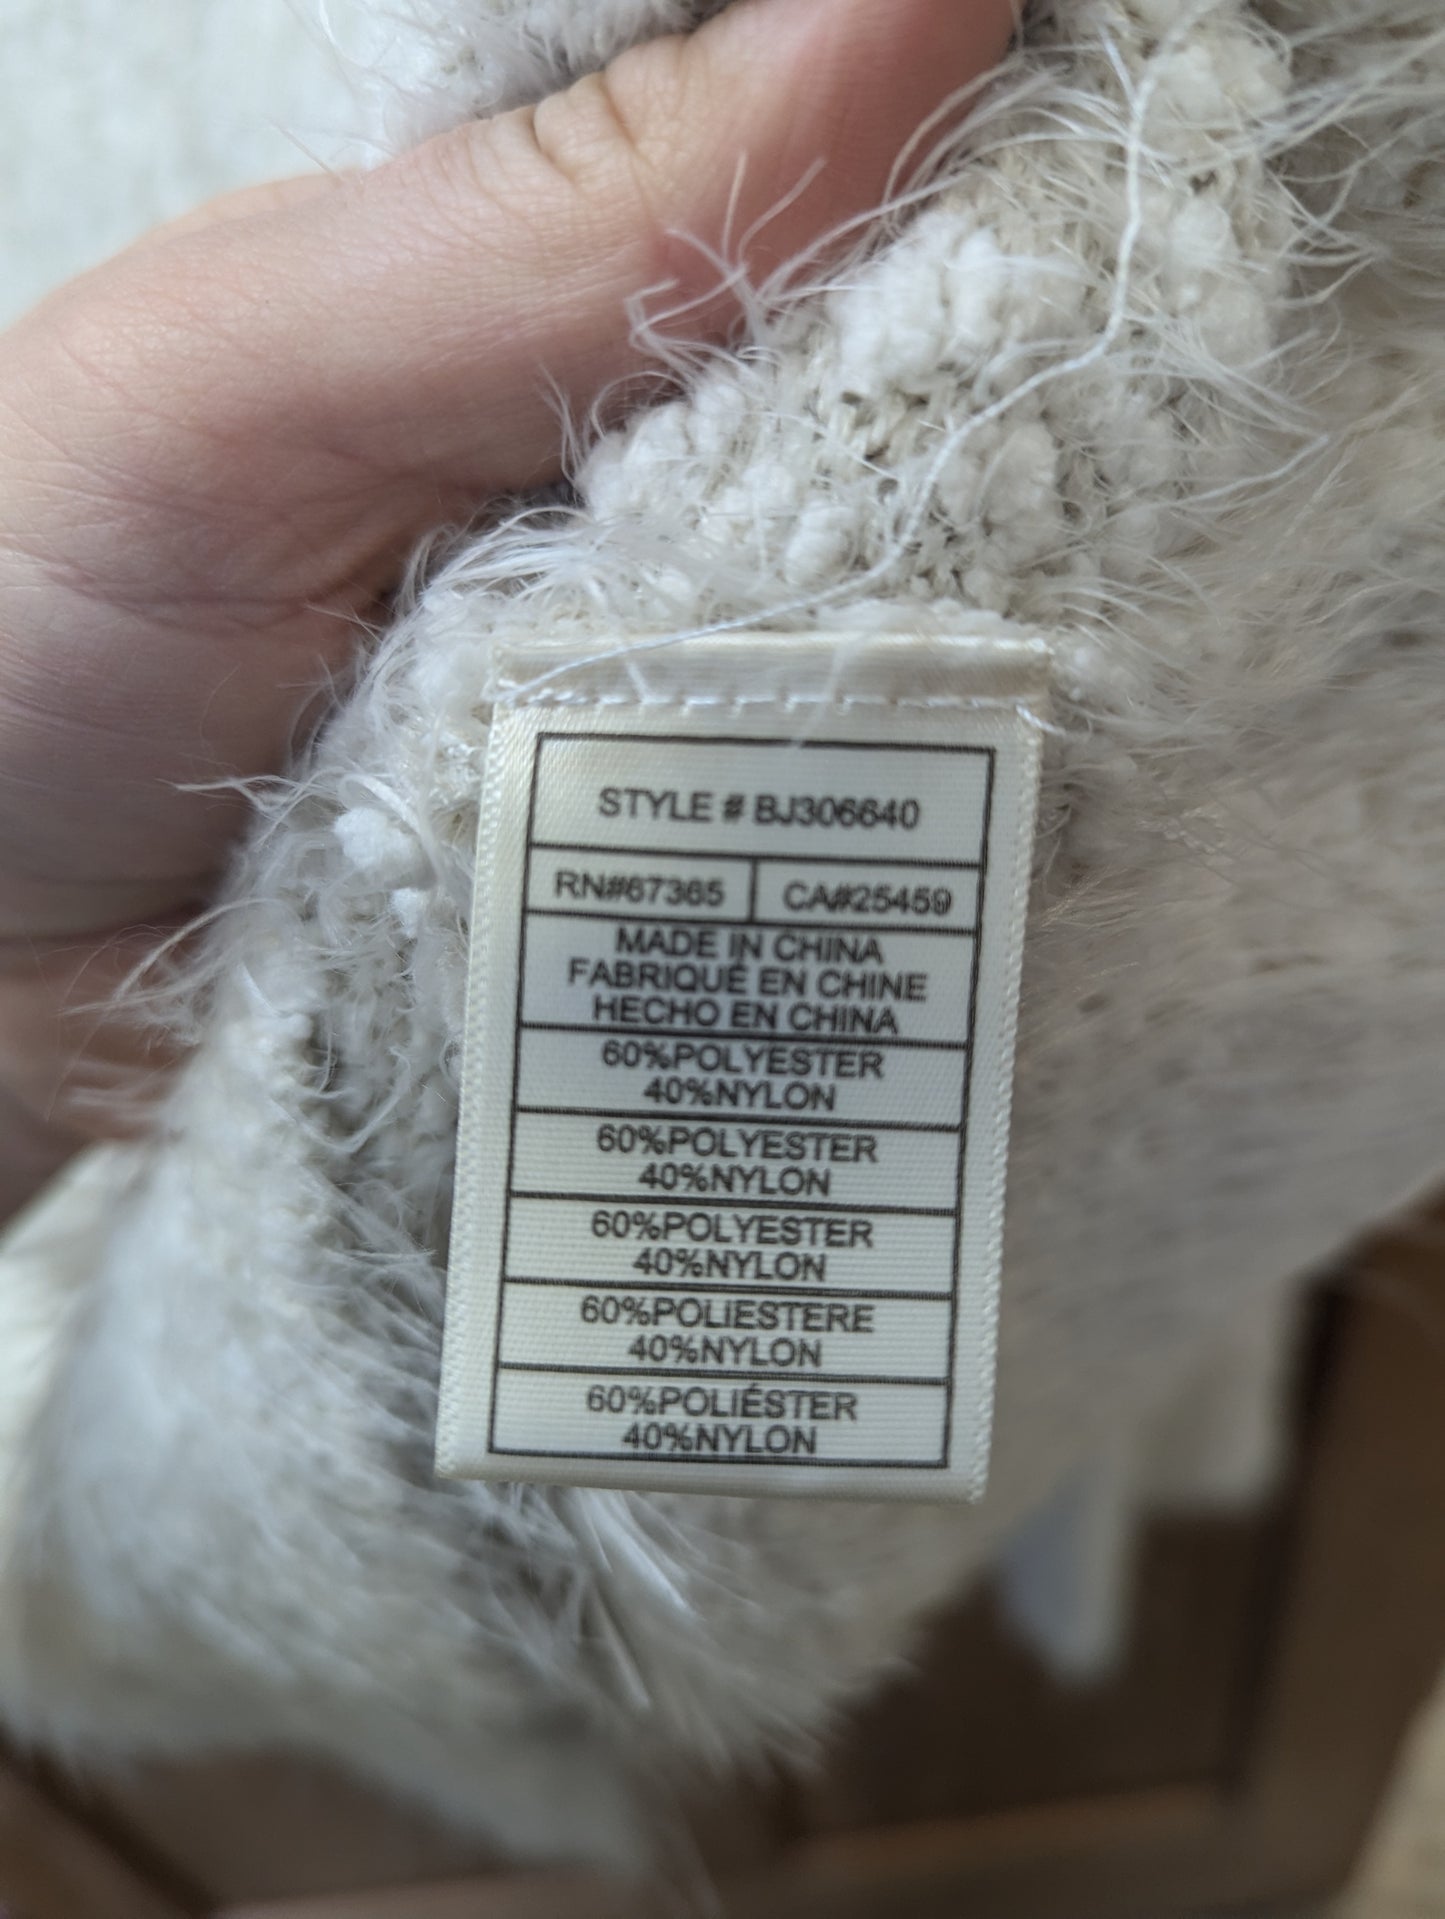 STYLE # BJ306640
RN#67365
CA#25459
MADE IN CHINA
FABRIQUÉ EN CHINE
HECHO EN CHINA
60%POLYESTER
40%NYLON
60%POLYESTER
40%NYLON
60%POLYESTER
40%NYLON
60%POLIESTERE
40%NYLON
60%POLIÉSTER
40%NYLON